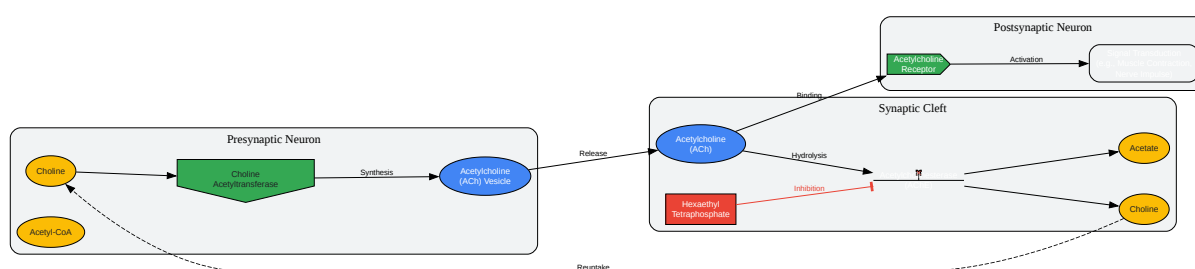 Postsynaptic Neuron
Acetylcholine
Receptor
Activation
Binding
Synaptic Cleft
Presynaptic Neuron
Choline
Choline
Acetyltransferase
Synthesis
Acetylcholine
(ACh) Vesicle
Release
Acetylcholine
(ACh)
Hydrolysis
Acetate
Inhibition
Hexaethyl
Tetraphosphate
Choline
Acetyl-CoA
Reuptake